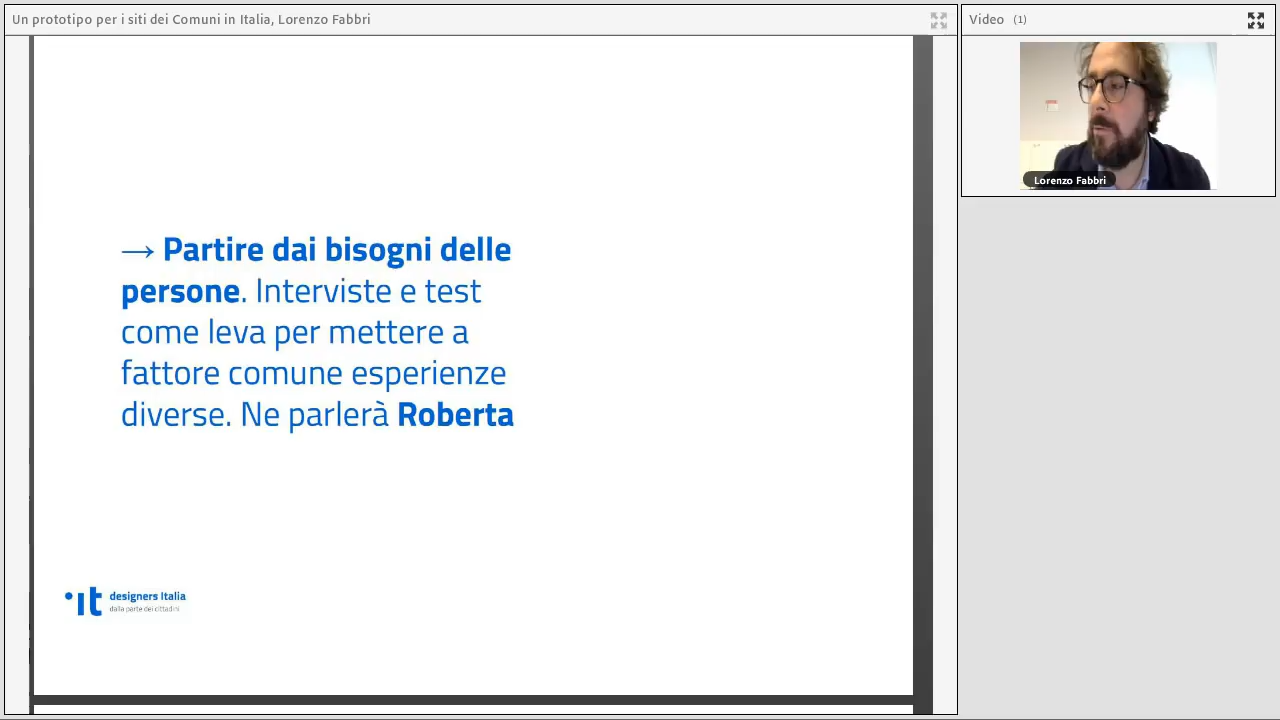 Un prototipo per i siti dei Comuni in Italia, Lorenzo Fabbri
Video (1)
Lorenzo Fabbri
→ Partire dai bisogni delle
persone. Interviste e test
come leva per mettere a
fattore comune esperienze
diverse. Ne parlerà Roberta
it designers Italia
dalla parte dei cittadini